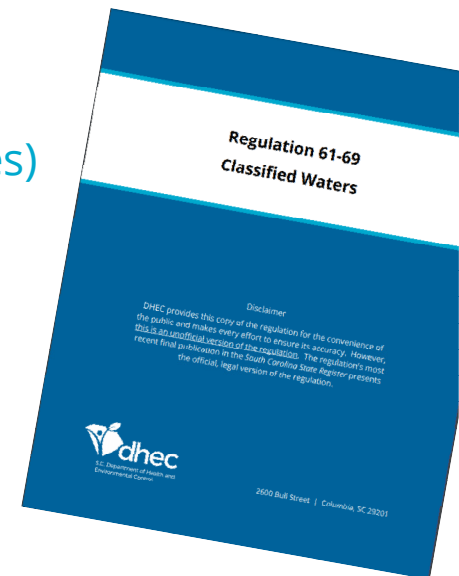 es)
Regulation 61-69
Classified Waters
Disclaimer
DHEC provides this copy of the regulation for the convenience of
the public and makes every effort to ensure its accuracy. However,
this is an unofficial version of the regulation. The regulation's most
recent final publication in the South Carolina State Register presents
the official, legal version of the regulation.
dhec
S.C. Department of Health and
Environmental Control
2600 Bull Street | Columbia, SC 29201